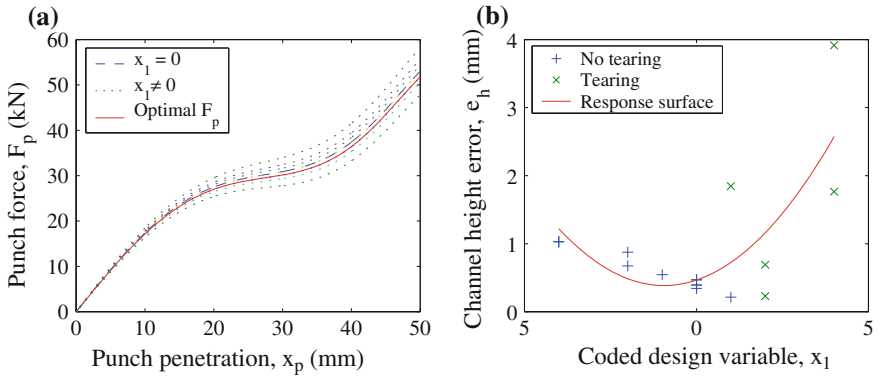 (a)
60
50
40
30
20
10
0
Punch force, F_p (kN)
x_1 = 0
x_1 ≠ 0
Optimal F_p
0 10 20 30 40 50
Punch penetration, x_p (mm)
(b)
4
3
2
1
0
Channel height error, e_h (mm)
No tearing
Tearing
Response surface
5 0 5
Coded design variable, x_1